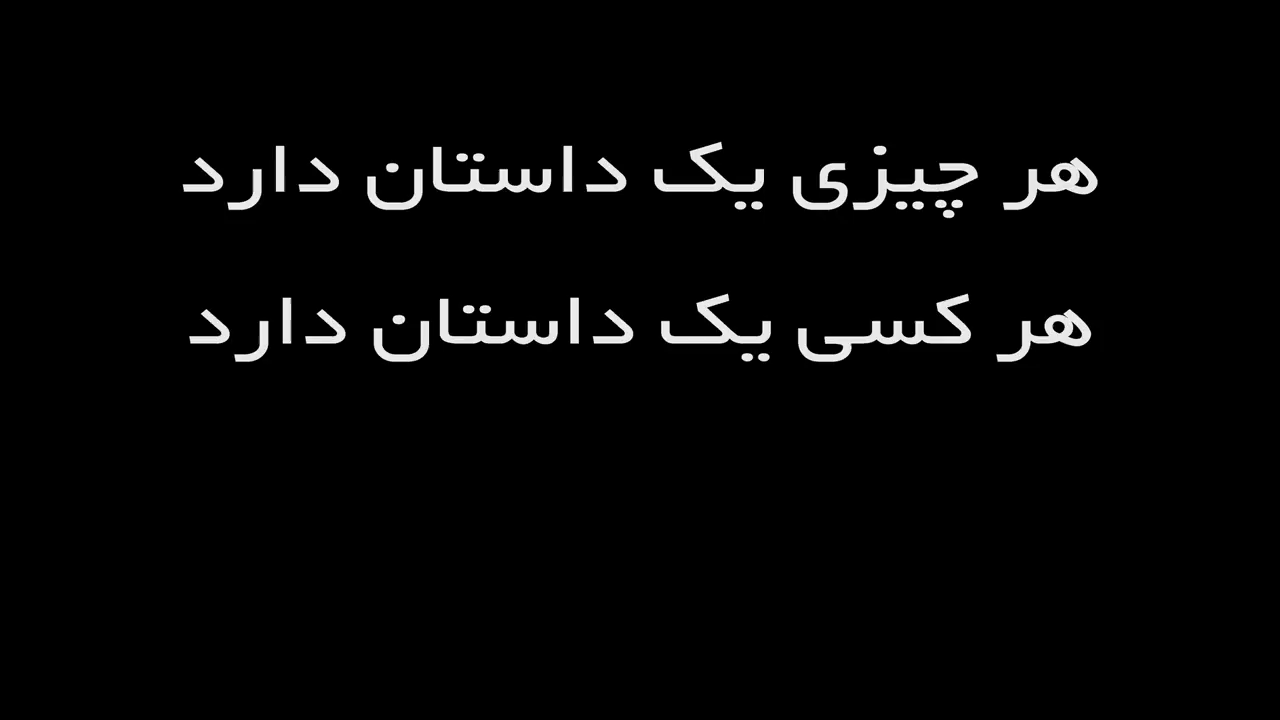 هر چیزی یک داستان دارد
هر کسی یک داستان دارد